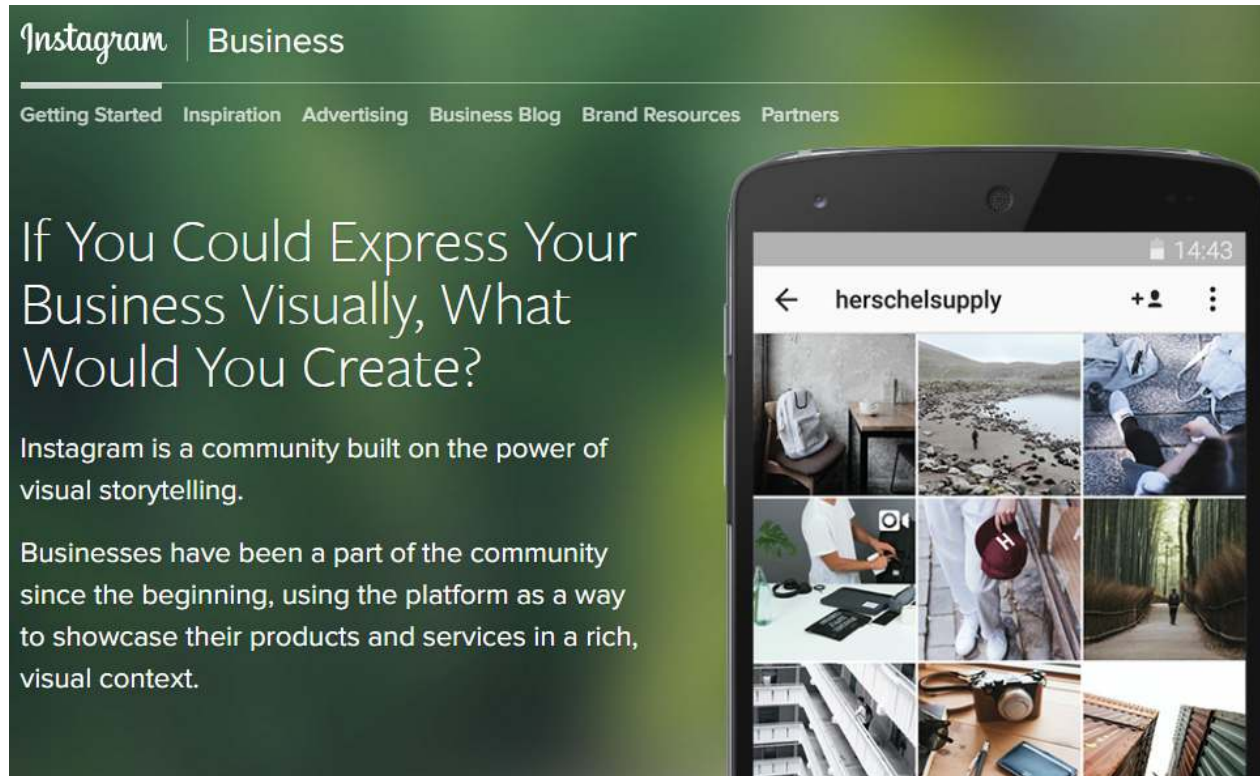 Instagram | Business
Getting Started Inspiration Advertising Business Blog Brand Resources Partners
If You Could Express Your
Business Visually, What
Would You Create?
Instagram is a community built on the power of
visual storytelling.
Businesses have been a part of the community
since the beginning, using the platform as a way
to showcase their products and services in a rich,
visual context.
14:43
herschelsupply
H